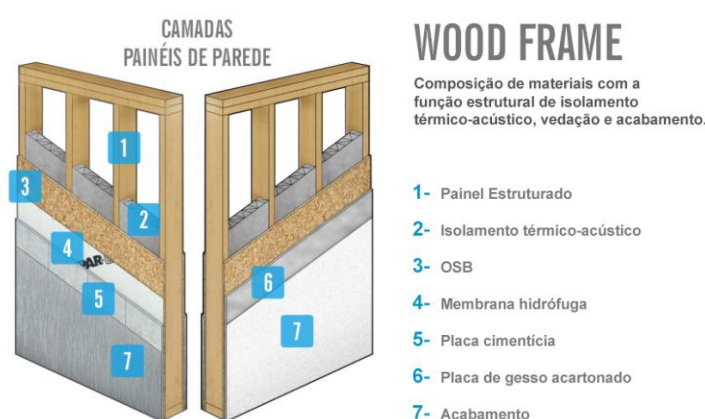 CAMADAS
PAINÉIS DE PAREDE
WOOD FRAME
Composição de materiais com a
função estrutural de isolamento
térmico-acústico, vedação e acabamento.
1- Painel Estruturado
2- Isolamento térmico-acústico
3- OSB
4- Membrana hidrófuga
5- Placa cimentícia
6- Placa de gesso acartonado
7- Acabamento
1
3
2
4
5
6
7
7